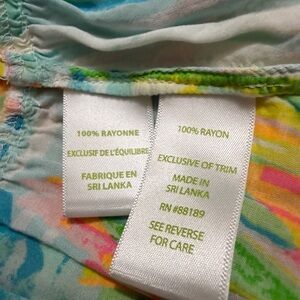 100% RAYONNE
EXCLUSIF DE L'ÉQUILIBRE
FABRIQUE EN
SRI LANKA
100% RAYON
EXCLUSIVE OF TRIM
MADE IN
SRI LANKA
RN #88189
SEE REVERSE
FOR CARE